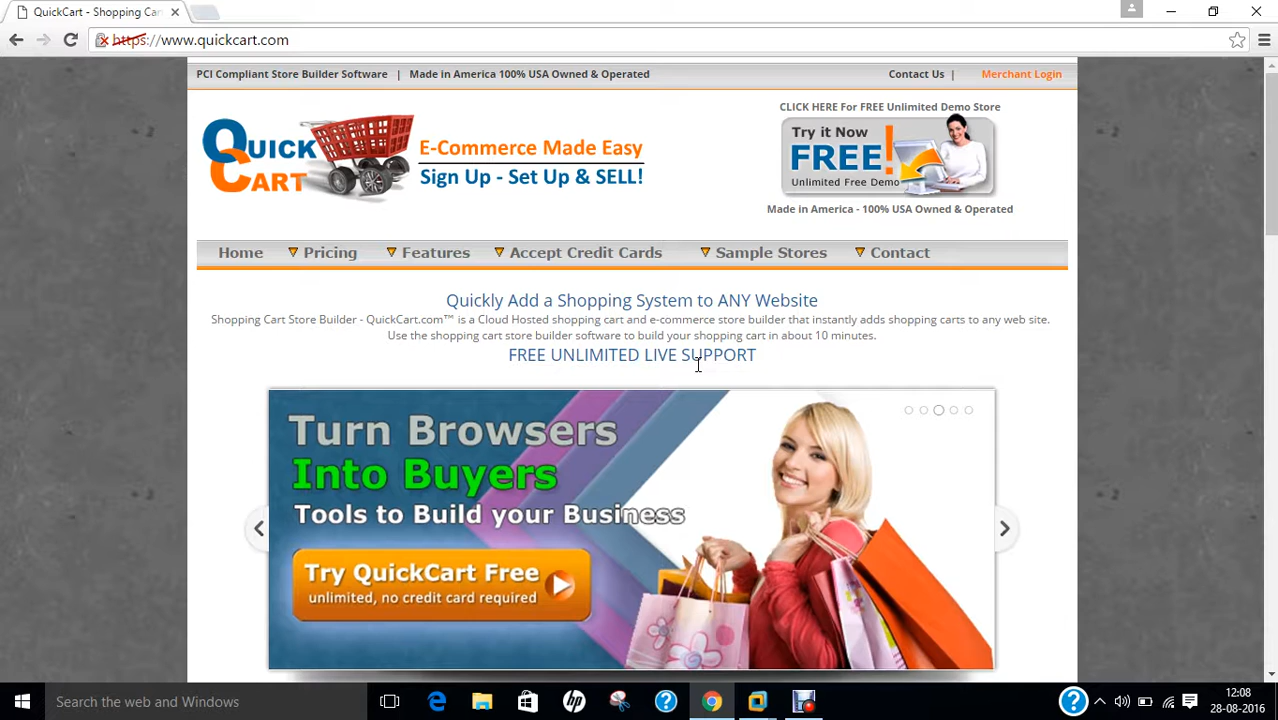 QuickCart - Shopping Car
https://www.quickcart.com
PCI Compliant Store Builder Software | Made in America 100% USA Owned & Operated
Contact Us | Merchant Login
QUICK CART
E-Commerce Made Easy
Sign Up - Set Up & SELL!
CLICK HERE For FREE Unlimited Demo Store
Try it Now
FREE!
Unlimited Free Demo
Made in America - 100% USA Owned & Operated
Home Pricing Features Accept Credit Cards Sample Stores Contact
Quickly Add a Shopping System to ANY Website
Shopping Cart Store Builder - QuickCart.com™ is a Cloud Hosted shopping cart and e-commerce store builder that instantly adds shopping carts to any web site.
Use the shopping cart store builder software to build your shopping cart in about 10 minutes.
FREE UNLIMITED LIVE SUPPORT
Turn Browsers
Into Buyers
Tools to Build your Business
Try QuickCart Free
unlimited, no credit card required
Search the web and Windows
hp
12:08
28-08-2016